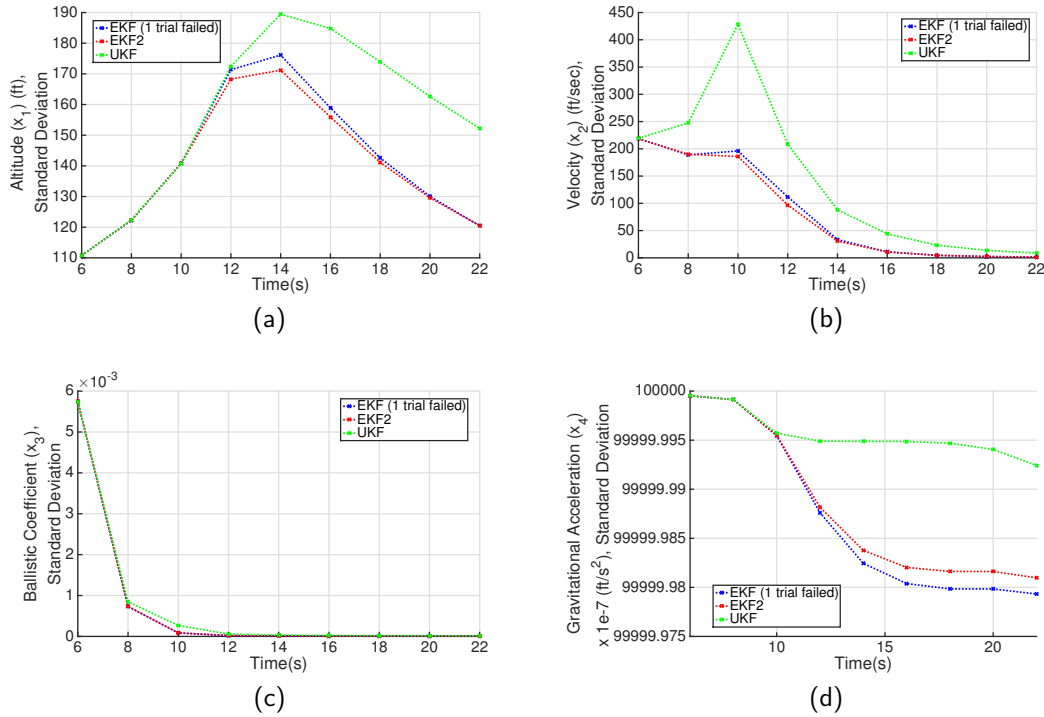 190
180
170
160
150
140
130
120
110
Altitude (x_1) (ft),
Standard Deviation
EKF (1 trial failed)
EKF2
UKF
6 8 10 12 14 16 18 20 22
Time(s)
(a)
450
400
350
300
250
200
150
100
50
0
Velocity (x_2) (ft/sec),
Standard Deviation
EKF (1 trial failed)
EKF2
UKF
6 8 10 12 14 16 18 20 22
Time(s)
(b)
×10^-3
6
5
4
3
2
1
0
Ballistic Coefficient (x_3),
Standard Deviation
EKF (1 trial failed)
EKF2
UKF
6 8 10 12 14 16 18 20 22
Time(s)
(c)
100000
99999.995
99999.99
99999.985
99999.98
99999.975
Gravitational Acceleration (x_4)
x 1e-7 (ft/s^2), Standard Deviation
EKF (1 trial failed)
EKF2
UKF
10 15 20
Time(s)
(d)